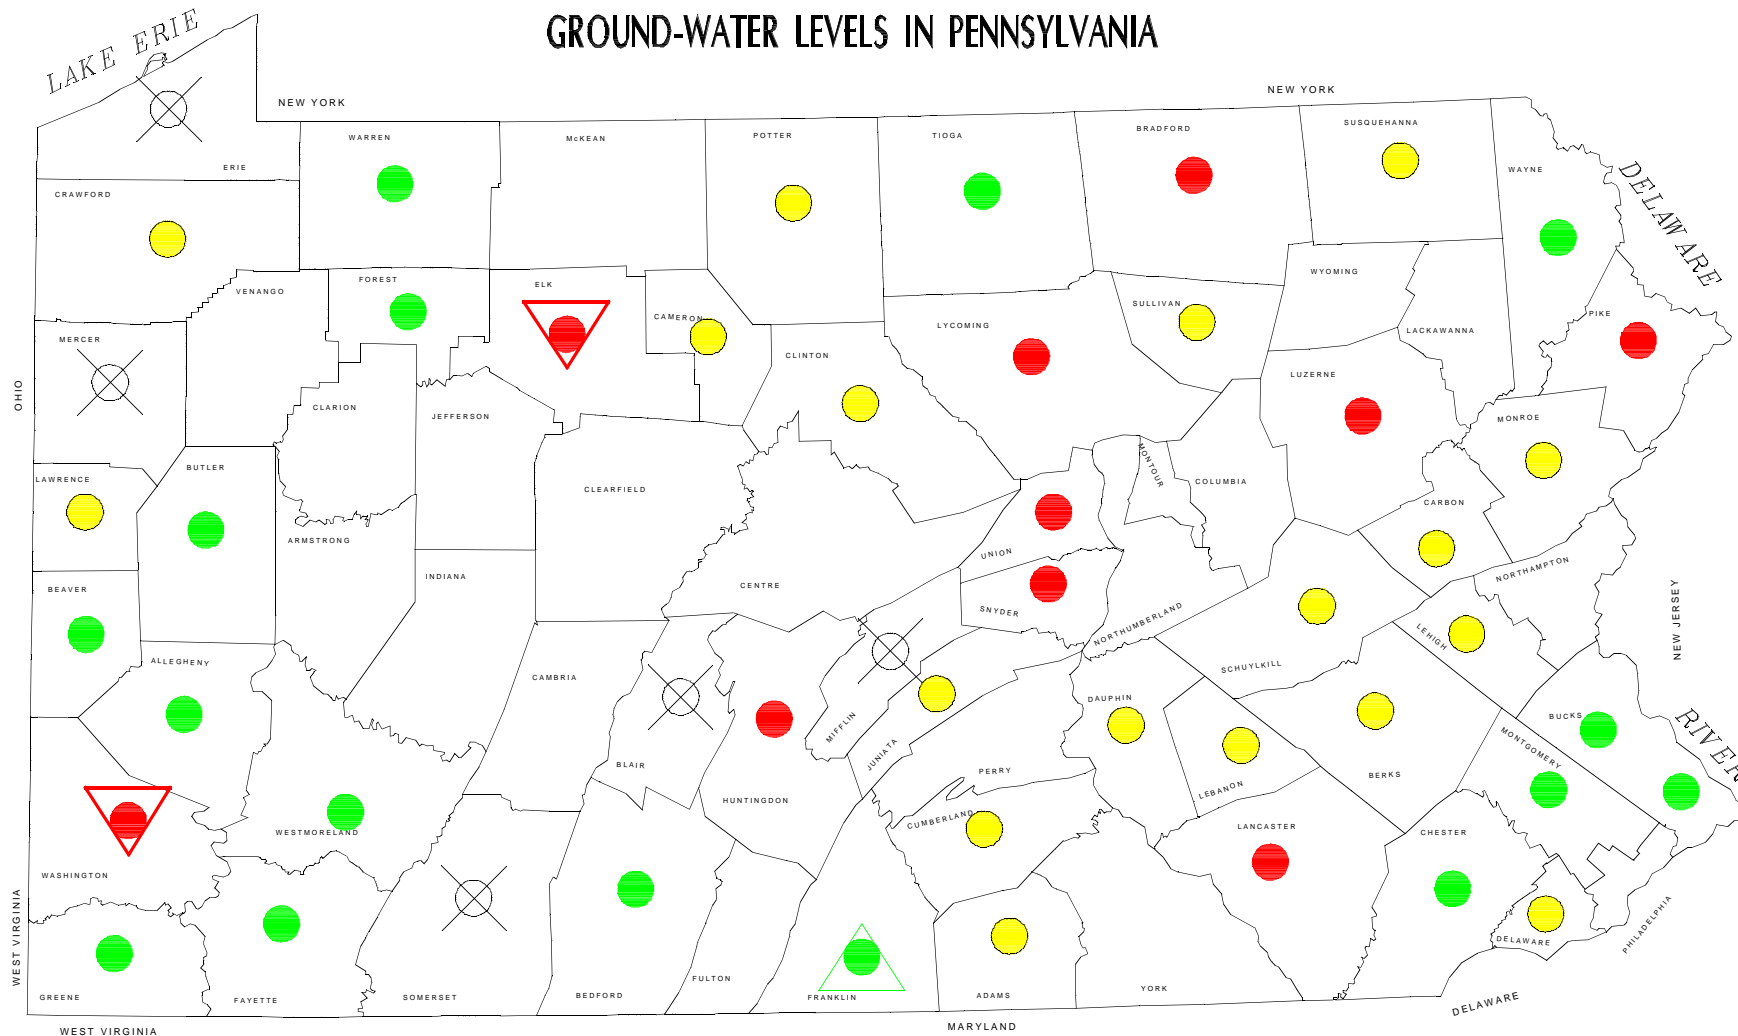 GROUND-WATER LEVELS IN PENNSYLVANIA
LAKE ERIE
NEW YORK
NEW YORK
WARREN
McKEAN
POTTER
TIOGA
BRADFORD
SUSQUEHANNA
ERIE
WAYNE
CRAWFORD
DELAWARE
VENANGO
FOREST
ELK
WYOMING
CAMERON
LYCOMING
SULLIVAN
PIKE
MERCER
CLINTON
LACKAWANNA
LUZERNE
OHIO
CLARION
JEFFERSON
MONROE
BUTLER
LAWRENCE
CLEARFIELD
MONTOUR
COLUMBIA
CARBON
ARMSTRONG
UNION
INDIANA
CENTRE
NORTHAMPTON
BEAVER
SNYDER
NORTHUMBERLAND
NEW JERSEY
LEHIGH
ALLEGHENY
CAMBRIA
SCHUYLKILL
DAUPHIN
MIFFLIN
BUCKS
RIVER
MONTGOMERY
JUNIATA
BLAIR
PERRY
BERKS
LEBANON
HUNTINGDON
CUMBERLAND
WESTMORELAND
LANCASTER
CHESTER
WASHINGTON
WEST VIRGINIA
PHILADELPHIA
DELAWARE
GREENE
FAYETTE
SOMERSET
BEDFORD
FULTON
FRANKLIN
ADAMS
YORK
DELAWARE
WEST VIRGINIA
MARYLAND